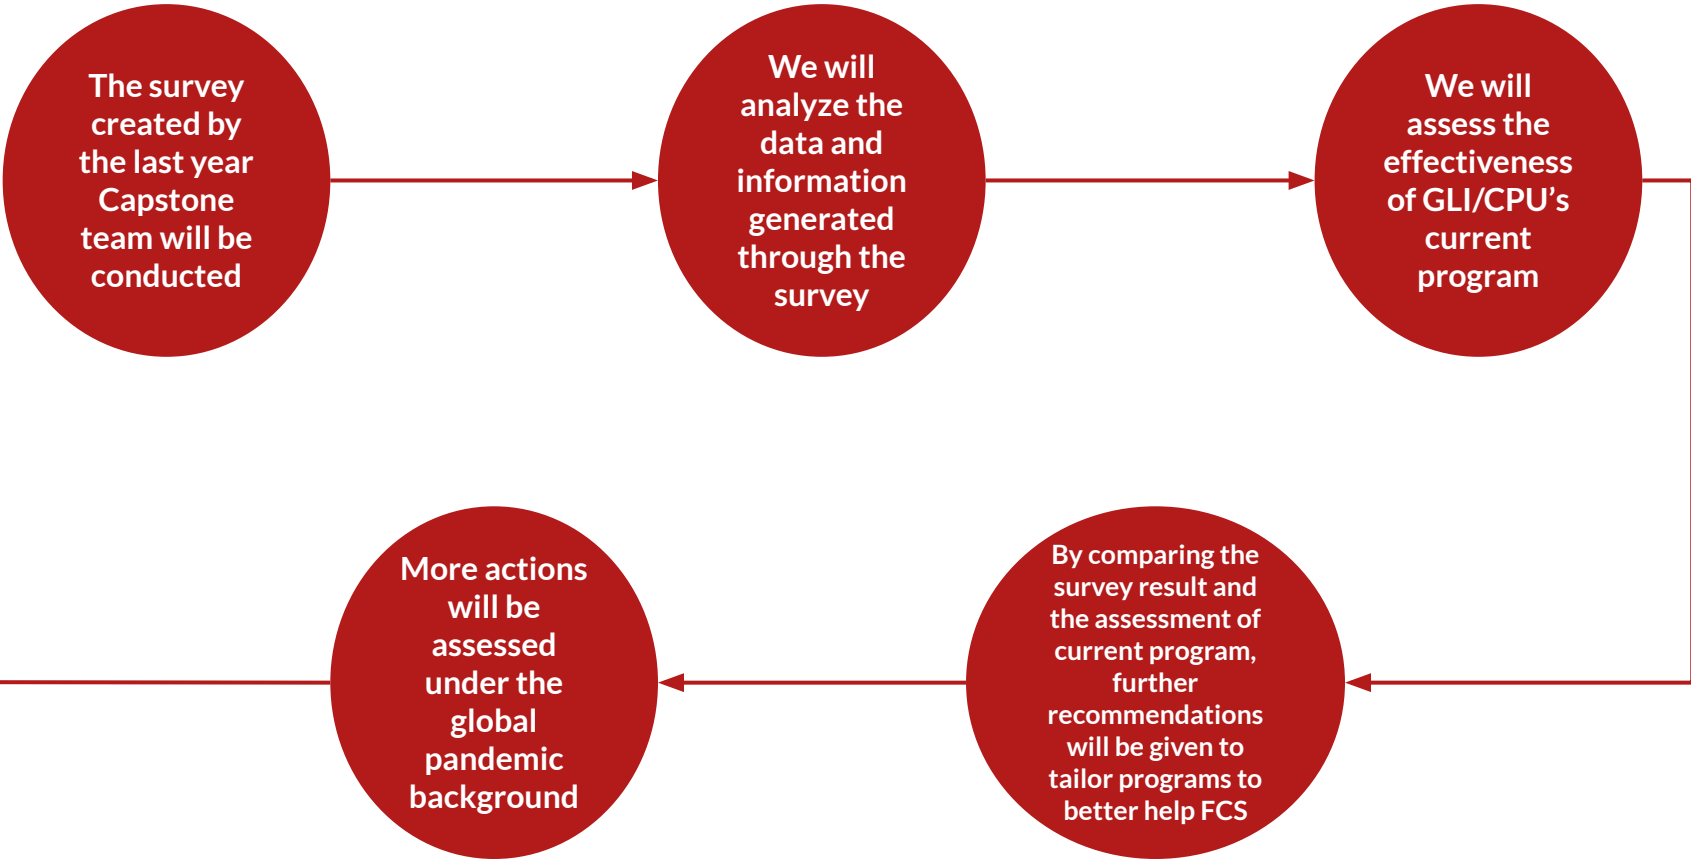 The survey
created by
the last year
Capstone
team will be
conducted
We will
analyze the
data and
information
generated
through the
survey
We will
assess the
effectiveness
of GLI/CPU’s
current
program
By comparing the
survey result and
the assessment of
current program,
further
recommendations
will be given to
tailor programs to
better help FCS
More actions
will be
assessed
under the
global
pandemic
background